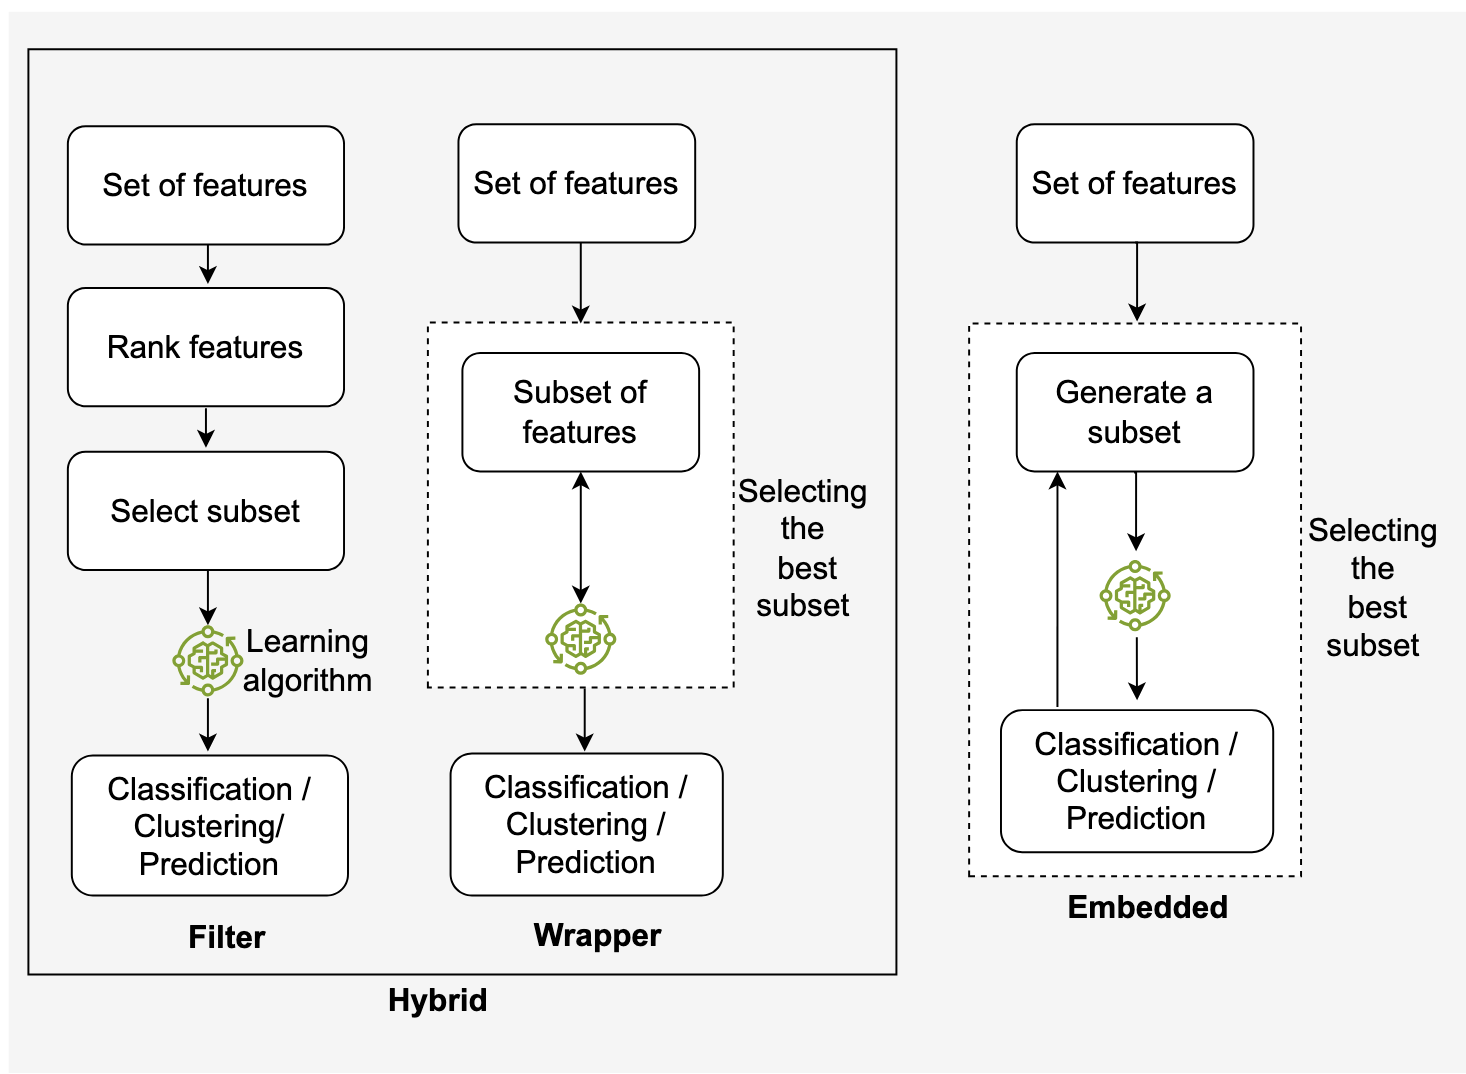 Set of features
Rank features
Select subset
Learning
algorithm
Classification /
Clustering/
Prediction
Filter
Set of features
Subset of
features
Selecting
the
best
subset
Classification /
Clustering /
Prediction
Wrapper
Hybrid
Set of features
Generate a
subset
Selecting
the
best
subset
Classification /
Clustering /
Prediction
Embedded